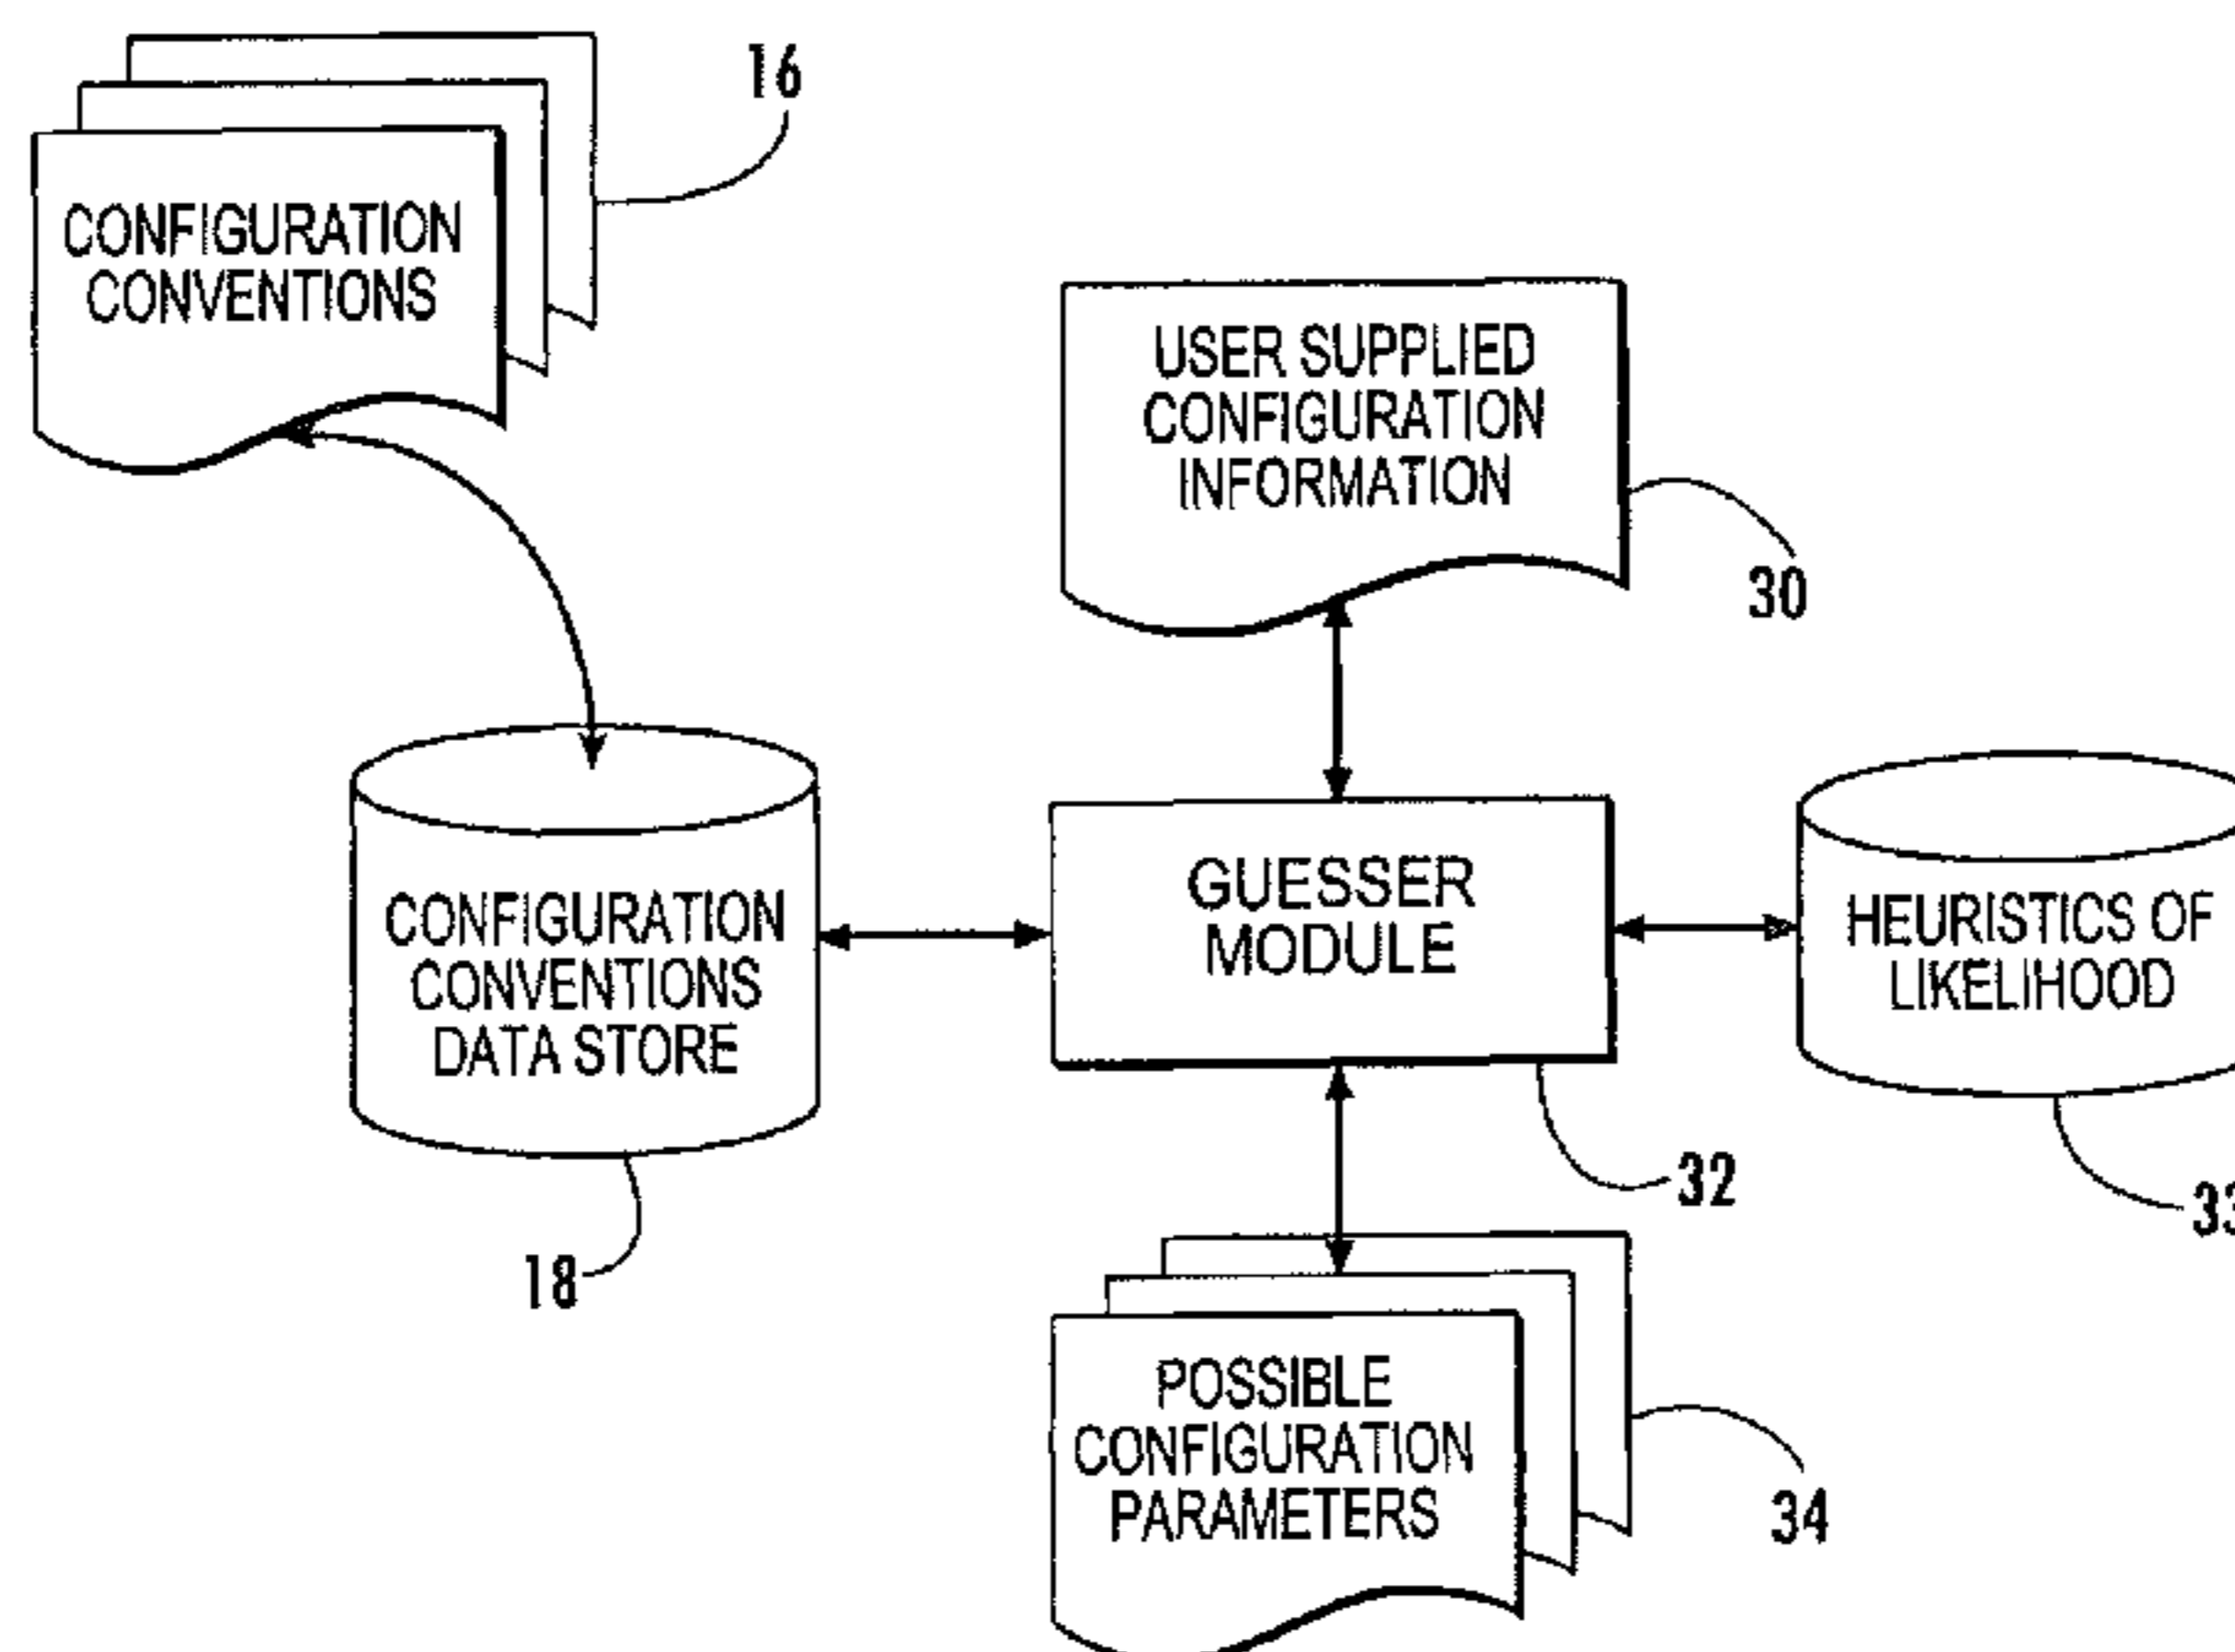 16
CONFIGURATION
CONVENTIONS
USER SUPPLIED
CONFIGURATION
INFORMATION
30
CONFIGURATION
CONVENTIONS
DATA STORE
18
GUESSER
MODULE
32
HEURISTICS OF
LIKELIHOOD
33
POSSIBLE
CONFIGURATION
PARAMETERS
34